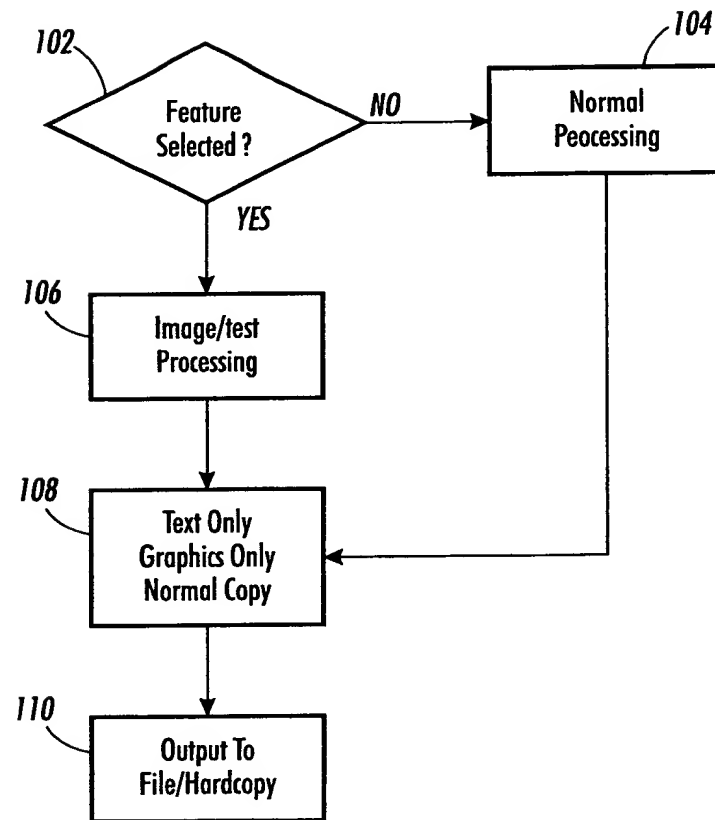 102
Feature
Selected ?
NO
104
Normal
Peocessing
YES
106
Image/test
Processing
108
Text Only
Graphics Only
Normal Copy
110
Output To
File/Hardcopy